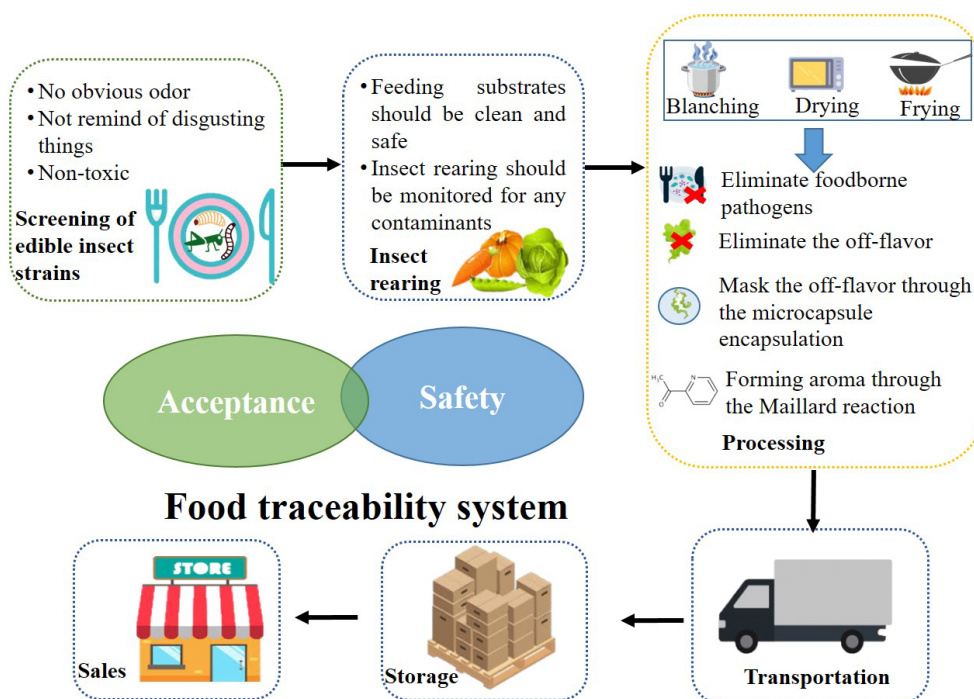 • No obvious odor
• Not remind of disgusting
things
• Non-toxic
Screening of
edible insect
strains
• Feeding substrates
should be clean and
safe
• Insect rearing should
be monitored for any
contaminants
Insect
rearing
Blanching
Drying
Frying
Eliminate foodborne
pathogens
Eliminate the off-flavor
Mask the off-flavor through
the microcapsule
encapsulation
H₃C
N
O
Forming aroma through
the Maillard reaction
Processing
Acceptance
Safety
Food traceability system
STORE
Sales
Storage
Transportation